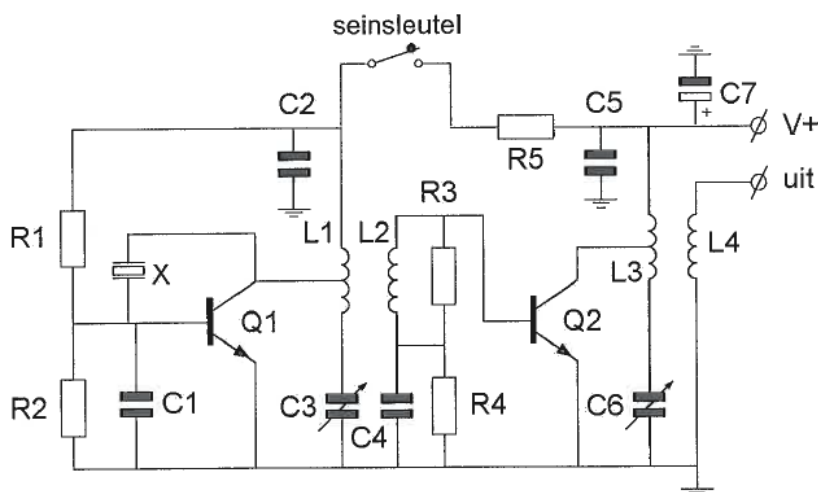 seinsleutel
C2
C5
C7
+
V+
R5
uit
R3
R1
L1
L2
L3
L4
X
Q1
Q2
R2
C1
C3
C4
R4
C6